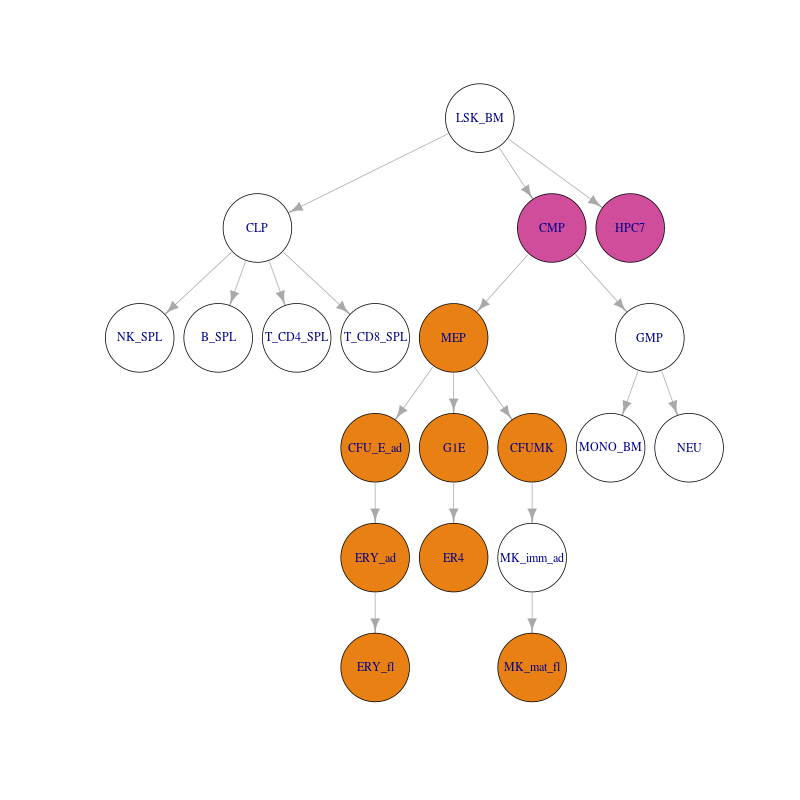 LSK_BM
CLP
CMP
HPC7
NK_SPL
B_SPL
T_CD4_SPL
T_CD8_SPL
MEP
GMP
CFU_E_ad
G1E
CFUMK
MONO_BM
NEU
ERY_ad
ER4
MK_imm_ad
ERY_fl
MK_mat_fl